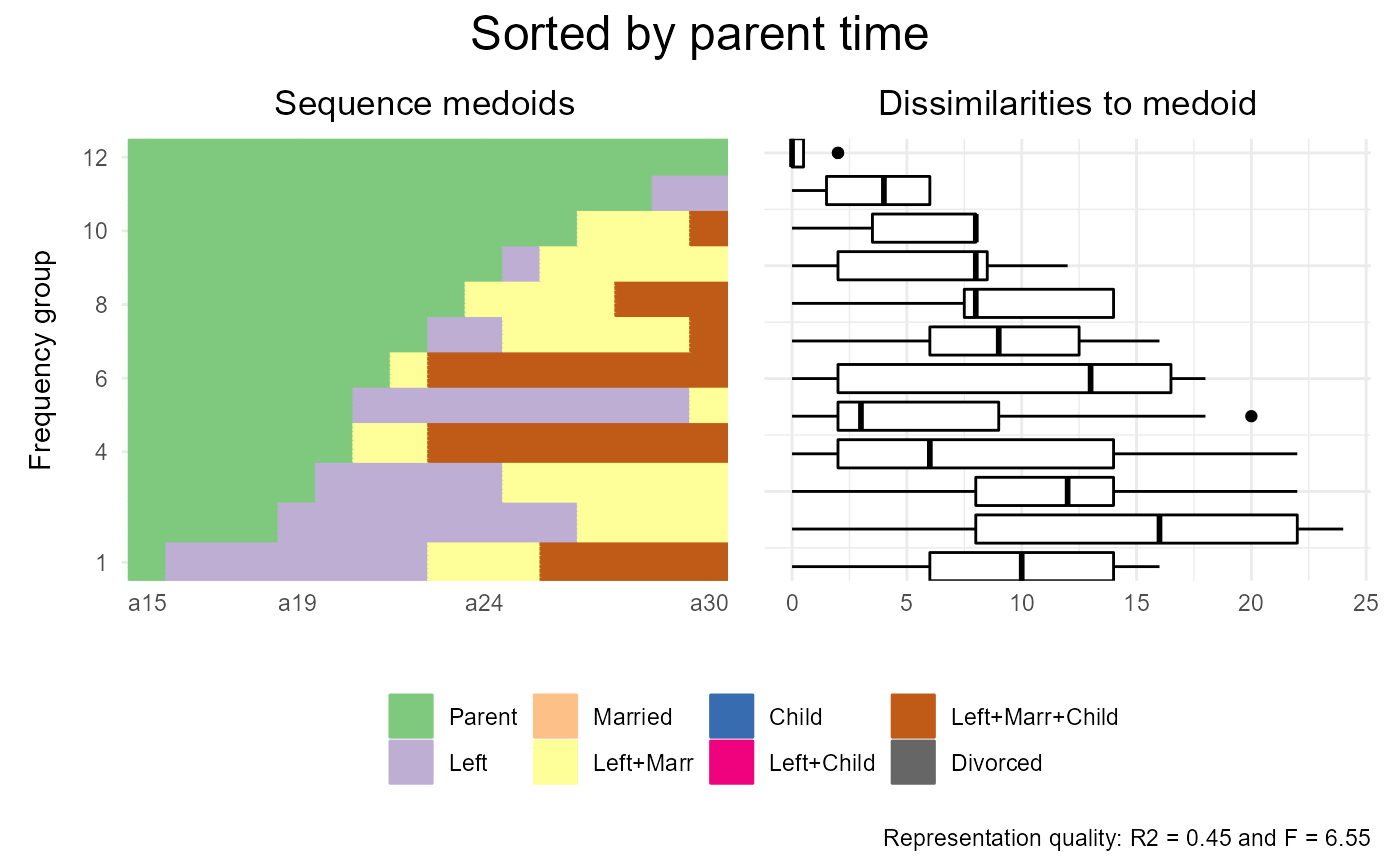 Sorted by parent time
Sequence medoids
Dissimilarities to medoid
Frequency group
12
10
8
6
4
1
a15 a19 a24 a30
0 5 10 15 20 25
Parent Married Child Left+Marr+Child
Left Left+Marr Left+Child Divorced
Representation quality: R2 = 0.45 and F = 6.55